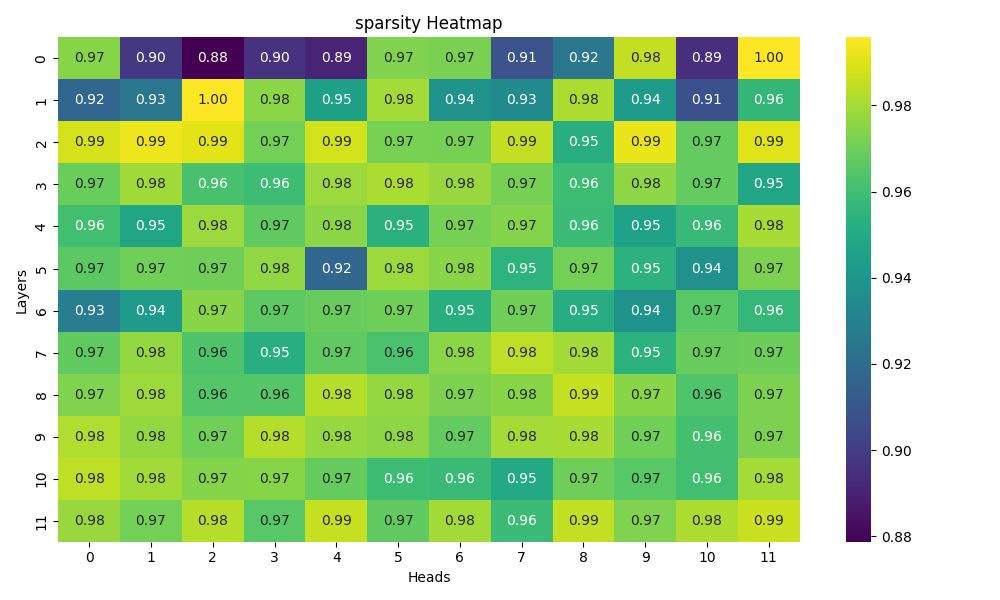 sparsity Heatmap
0 0.97 0.90 0.88 0.90 0.89 0.97 0.97 0.91 0.92 0.98 0.89 1.00
1 0.92 0.93 1.00 0.98 0.95 0.98 0.94 0.93 0.98 0.94 0.91 0.96
2 0.99 0.99 0.99 0.97 0.99 0.97 0.97 0.99 0.95 0.99 0.97 0.99
3 0.97 0.98 0.96 0.96 0.98 0.98 0.98 0.97 0.96 0.98 0.97 0.95
4 0.96 0.95 0.98 0.97 0.98 0.95 0.97 0.97 0.96 0.95 0.96 0.98
5 0.97 0.97 0.97 0.98 0.92 0.98 0.98 0.95 0.97 0.95 0.94 0.97
6 0.93 0.94 0.97 0.97 0.97 0.97 0.95 0.97 0.95 0.94 0.97 0.96
7 0.97 0.98 0.96 0.95 0.97 0.96 0.98 0.98 0.98 0.95 0.97 0.97
8 0.97 0.98 0.96 0.96 0.98 0.98 0.97 0.98 0.99 0.97 0.96 0.97
9 0.98 0.98 0.97 0.98 0.98 0.98 0.97 0.98 0.98 0.97 0.96 0.97
10 0.98 0.98 0.97 0.97 0.97 0.96 0.96 0.95 0.97 0.97 0.96 0.98
11 0.98 0.97 0.98 0.97 0.99 0.97 0.98 0.96 0.99 0.97 0.98 0.99
0 1 2 3 4 5 6 7 8 9 10 11
Heads
Layers
0.98
0.96
0.94
0.92
0.90
0.88